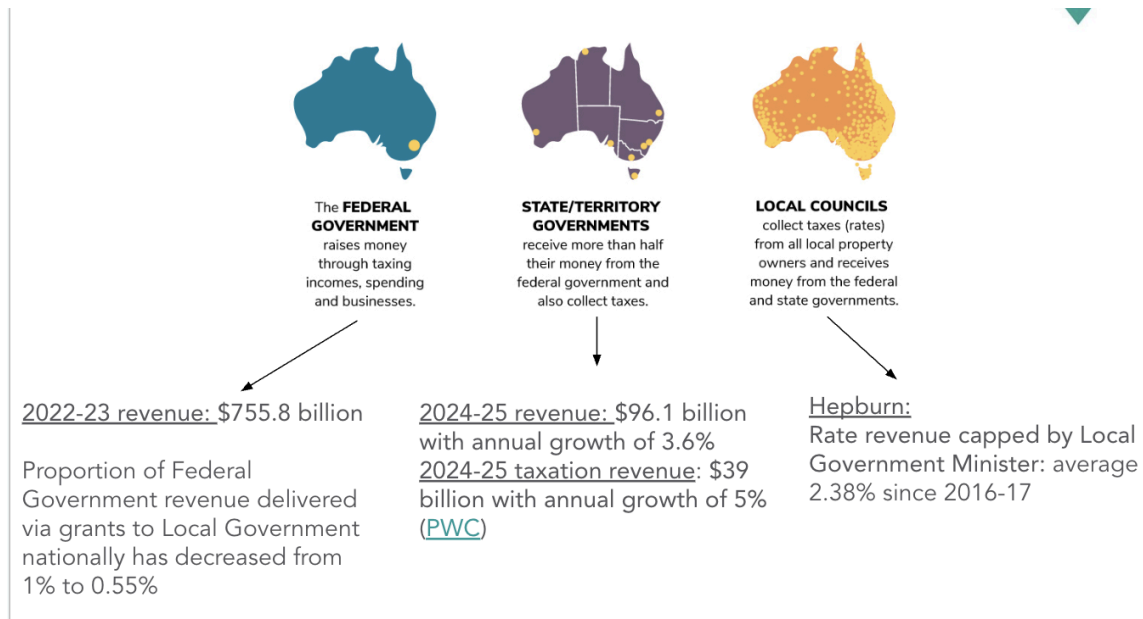 The FEDERAL
GOVERNMENT
raises money
through taxing
incomes, spending
and businesses.
STATE/TERRITORY
GOVERNMENTS
receive more than half
their money from the
federal government and
also collect taxes.
LOCAL COUNCILS
collect taxes (rates)
from all local property
owners and receives
money from the federal
and state governments.
2022-23 revenue: $755.8 billion
Proportion of Federal
Government revenue delivered
via grants to Local Government
nationally has decreased from
1% to 0.55%
2024-25 revenue: $96.1 billion
with annual growth of 3.6%
2024-25 taxation revenue: $39
billion with annual growth of 5%
(PWC)
Hepburn:
Rate revenue capped by Local
Government Minister: average
2.38% since 2016-17